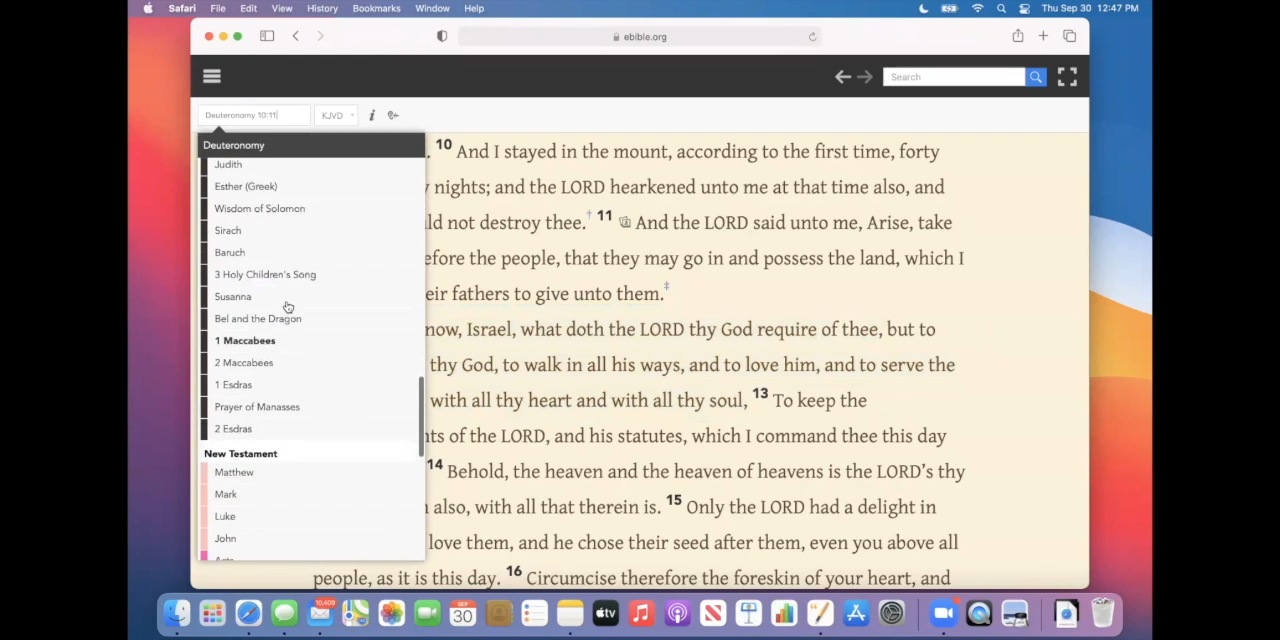 Safari File Edit View History Bookmarks Window Help Thu Sep 30 12:47 PM
ebible.org
Search
Deuteronomy 10:11 KJVD i
Deuteronomy
Judith
Esther (Greek)
Wisdom of Solomon
Sirach
Baruch
3 Holy Children's Song
Susanna
Bel and the Dragon
1 Maccabees
2 Maccabees
1 Esdras
Prayer of Manasses
2 Esdras
New Testament
Matthew
Mark
Luke
John
. 10 And I stayed in the mount, according to the first time, forty
nights; and the LORD hearkened unto me at that time also, and
not destroy thee.† 11 And the LORD said unto me, Arise, take
before the people, that they may go in and possess the land, which I
their fathers to give unto them.‡
now, Israel, what doth the LORD thy God require of thee, but to
thy God, to walk in all his ways, and to love him, and to serve the
with all thy heart and with all thy soul, 13 To keep the
of the LORD, and his statutes, which I command thee this day
14 Behold, the heaven and the heaven of heavens is the LORD’s thy
also, with all that therein is. 15 Only the LORD had a delight in
love them, and he chose their seed after them, even you above all
people, as it is this day. 16 Circumcise therefore the foreskin of your heart, and
10,409
SEP
30
tv